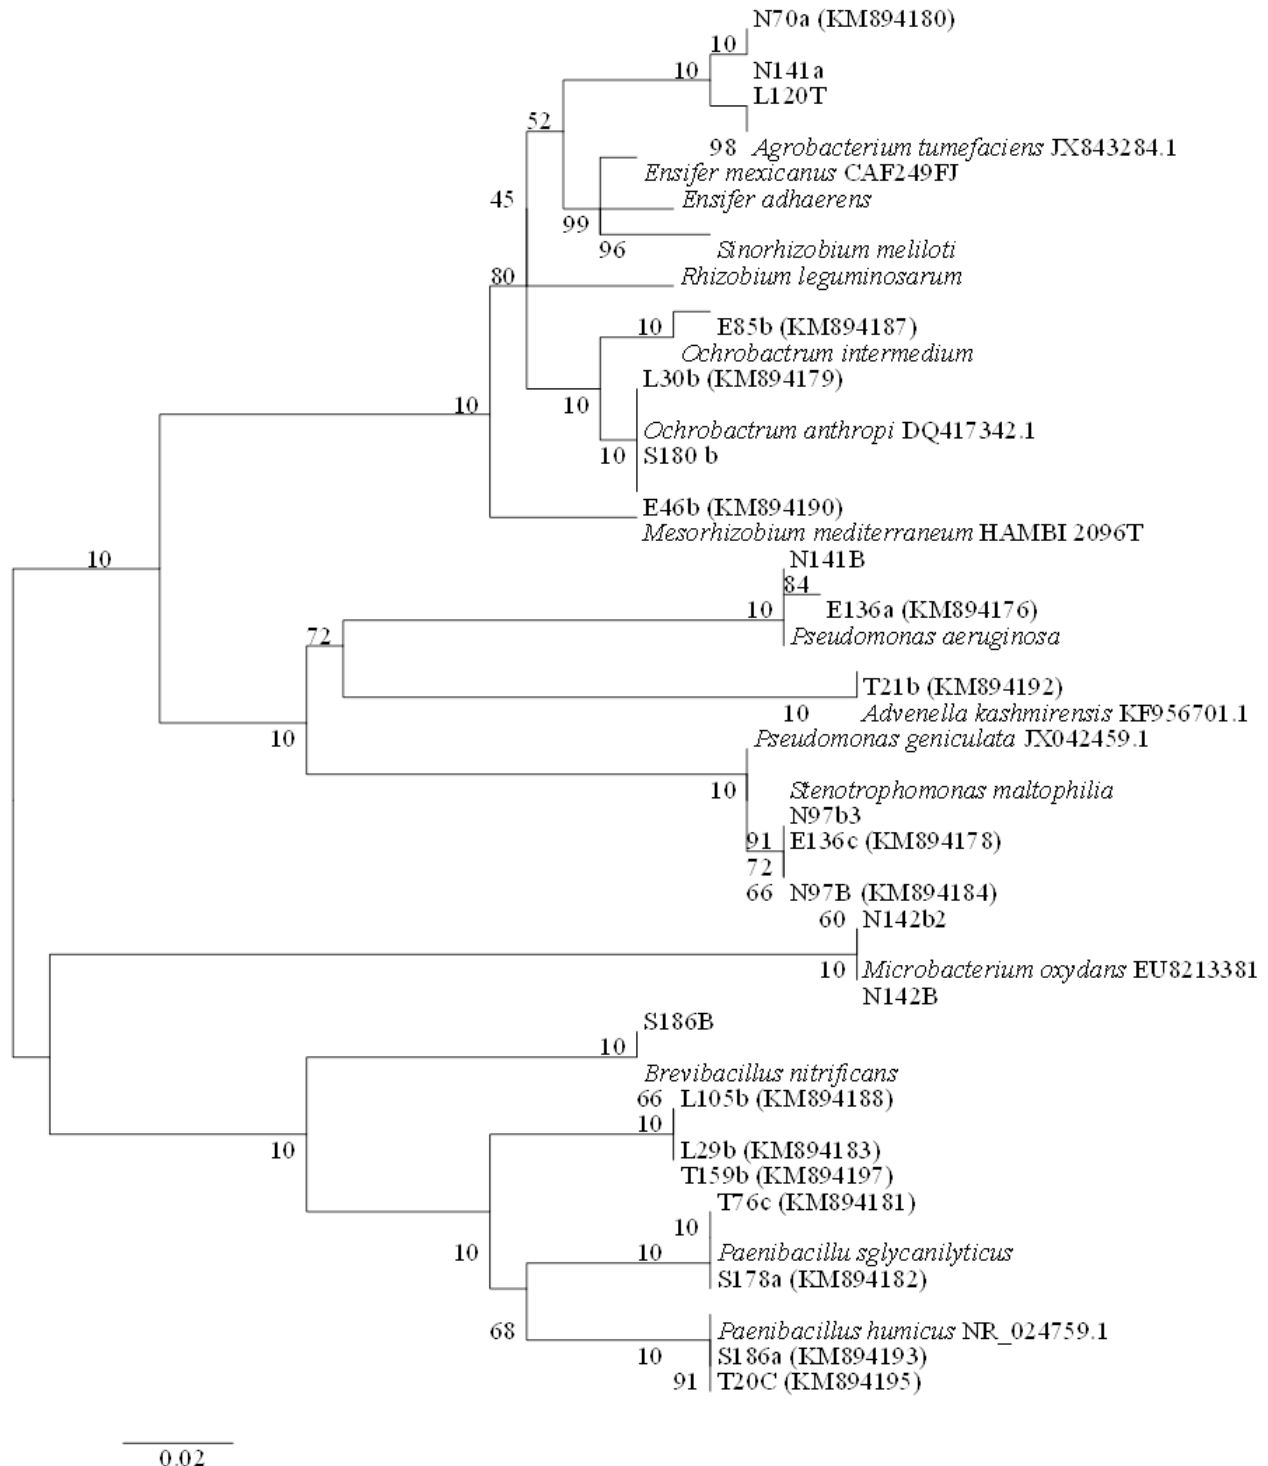 N70a (KM894180)
10
10
N141a
L120T
52
98 Agrobacterium tumefaciens JX843284.1
Ensifer mexicanus CAF249FJ
45
Ensifer adhaerens
99
96
Sinorhizobium meliloti
80
Rhizobium leguminosarum
10
E85b (KM894187)
Ochrobactrum intermedium
L30b (KM894179)
10
10
Ochrobactrum anthropi DQ417342.1
10 S180 b
E46b (KM894190)
Mesorhizobium mediterraneum HAMBI 2096T
10
N141B
84
10
E136a (KM894176)
72
Pseudomonas aeruginosa
T21b (KM894192)
10 Advenella kashmirensis KF956701.1
10
Pseudomonas geniculata JX042459.1
10
Stenotrophomonas maltophilia
N97b3
91 E136c (KM894178)
72
66 N97B (KM894184)
60 N142b2
10 Microbacterium oxydans EU8213381
N142B
S186B
10
Brevibacillus nitrificans
66 L105b (KM894188)
10
10
L29b (KM894183)
T159b (KM894197)
T76c (KM894181)
10
10
10
Paenibacillu sglycanilyticus
S178a (KM894182)
68
Paenibacillus humicus NR_024759.1
10
S186a (KM894193)
91 T20C (KM894195)
0.02